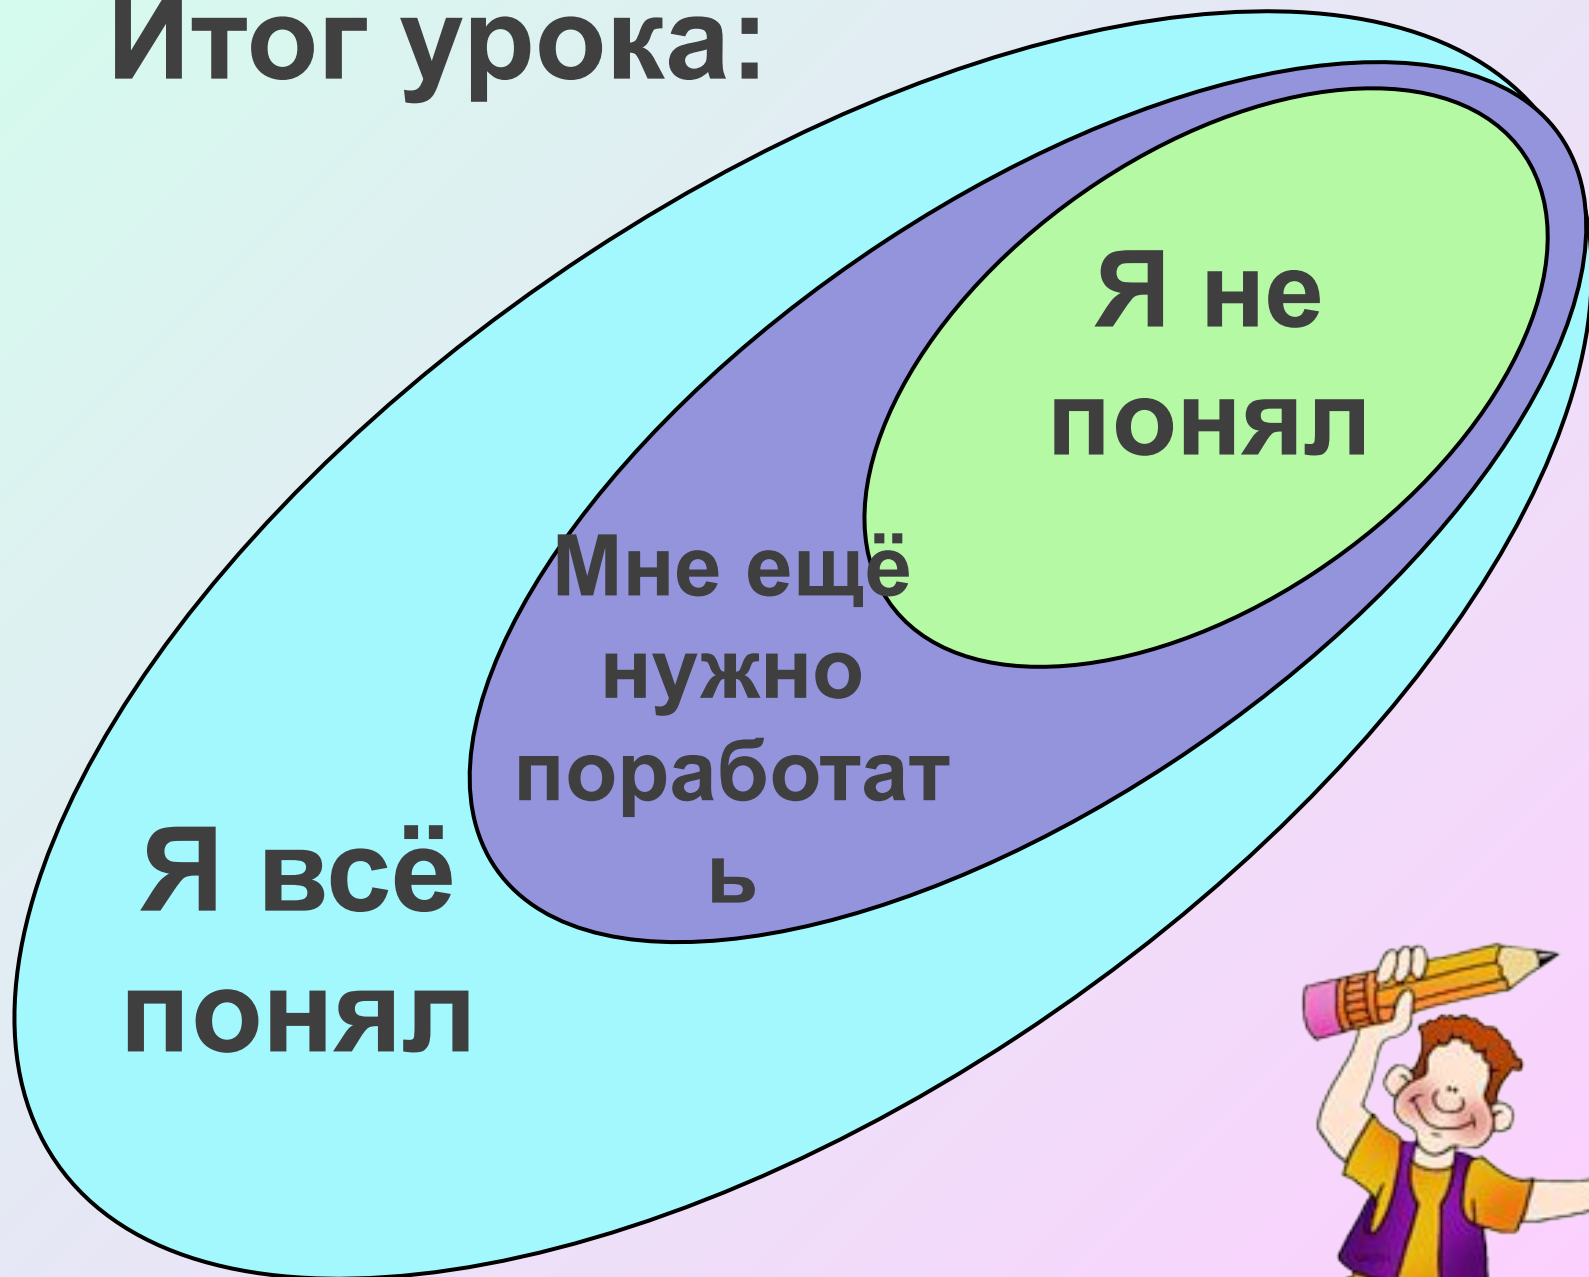 Итог урока:
Я не
понял
Мне ещё
нужно
поработат
ь
Я всё
понял